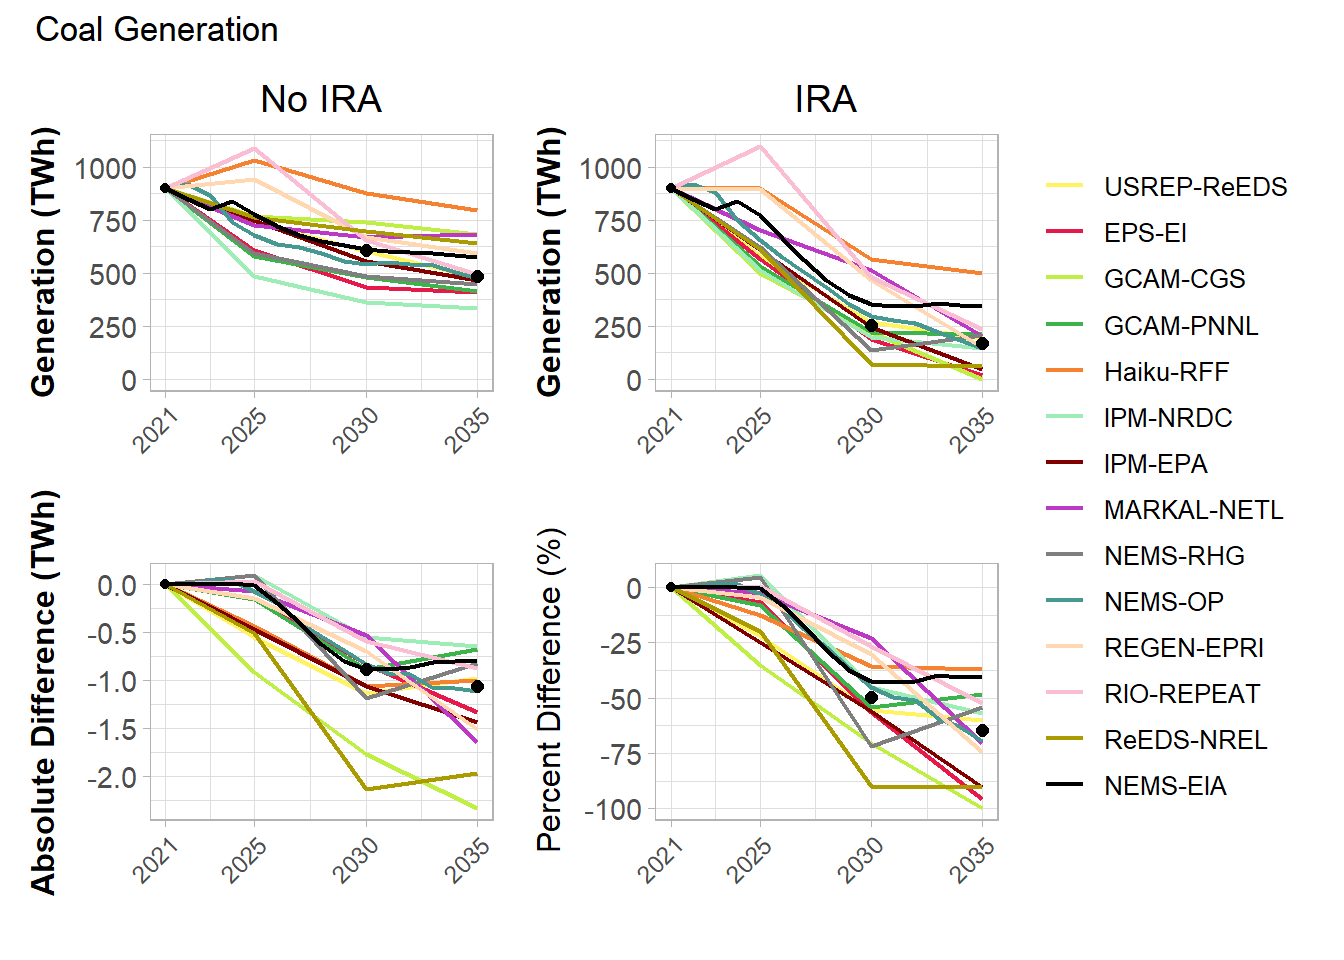 Coal Generation
No IRA
IRA
Generation (TWh)
1000
750
500
250
0
2021
2025
2030
2035
Generation (TWh)
1000
750
500
250
0
2021
2025
2030
2035
Absolute Difference (TWh)
0.0
-0.5
-1.0
-1.5
-2.0
2021
2025
2030
2035
Percent Difference (%)
0
-25
-50
-75
-100
2021
2025
2030
2035
USREP-ReEDS
EPS-EI
GCAM-CGS
GCAM-PNNL
Haiku-RFF
IPM-NRDC
IPM-EPA
MARKAL-NETL
NEMS-RHG
NEMS-OP
REGEN-EPRI
RIO-REPEAT
ReEDS-NREL
NEMS-EIA